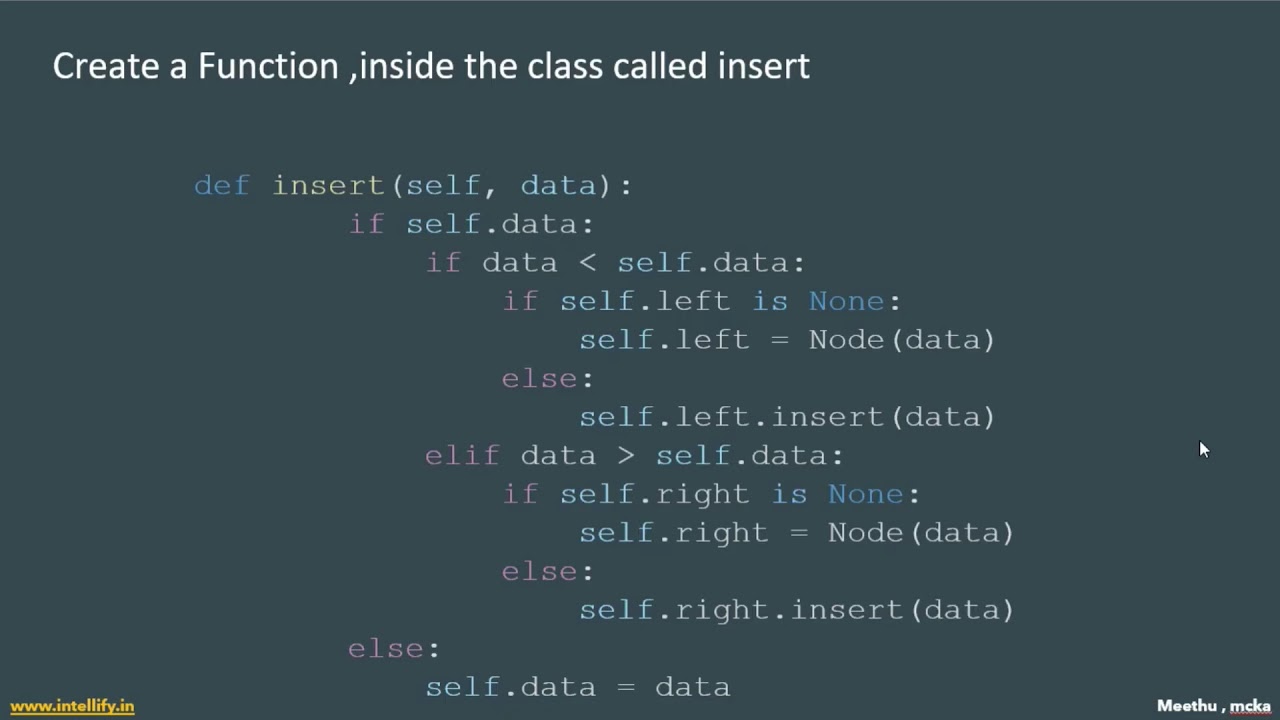 Create a Function ,inside the class called insert
def insert(self, data):
if self.data:
if data < self.data:
if self.left is None:
self.left = Node(data)
else:
self.left.insert(data)
elif data > self.data:
if self.right is None:
self.right = Node(data)
else:
self.right.insert(data)
else:
self.data = data
www.intellify.in
Meethu , mcka